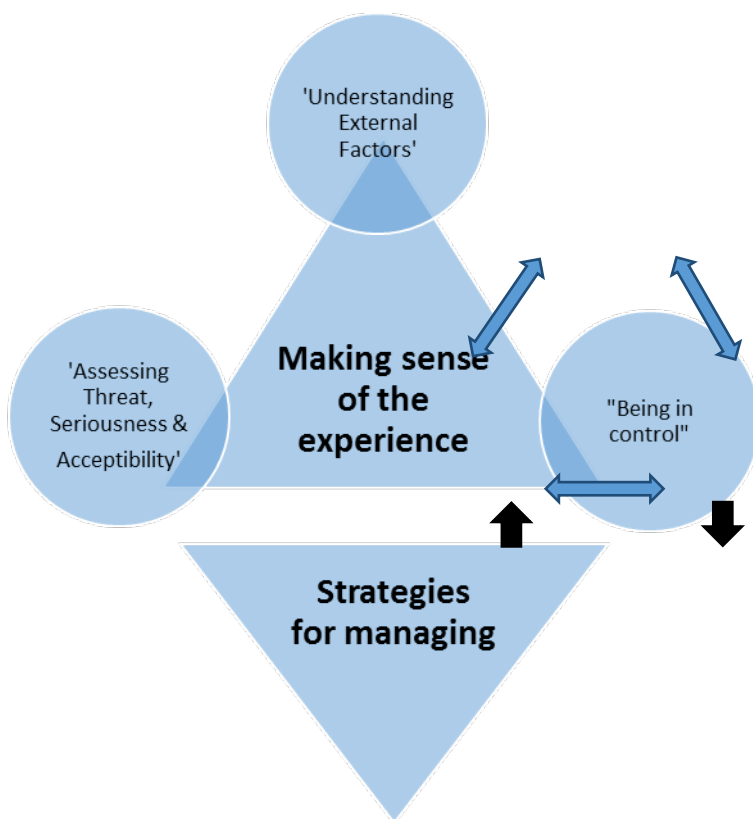 'Understanding
External
Factors'
'Assessing
Threat,
Seriousness &
Acceptibility'
Making sense
of the
experience
"Being in
control"
Strategies
for managing